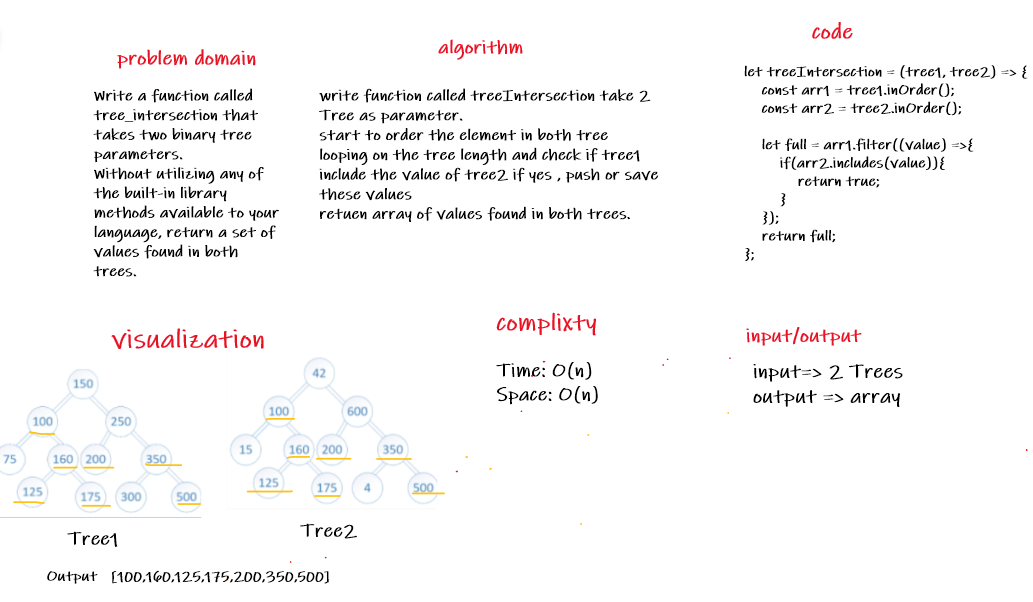 problem domain
Write a function called
tree_intersection that
takes two binary tree
parameters.
Without utilizing any of
the built-in library
methods available to your
language, return a set of
values found in both
trees.
algorithm
write function called treeIntersection take 2
Tree as parameter.
start to order the element in both tree
looping on the tree length and check if tree1
include the value of tree2 if yes , push or save
these values
retuen array of values found in both trees.
code
let treeIntersection = (tree1, tree2) => {
const arr1 = tree1.inOrder();
const arr2 = tree2.inOrder();
let full = arr1.filter((value) =>{
if(arr2.includes(value)){
return true;
}
});
return full;
};
visualization
150
100 250
75 160 200 350
125 175 300 500
Tree1
42
100 600
15 160 200 350
125 175 4 500
Tree2
Output [100,160,125,175,200,350,500]
complixty
Time: O(n)
Space: O(n)
input/output
input=> 2 Trees
output => array